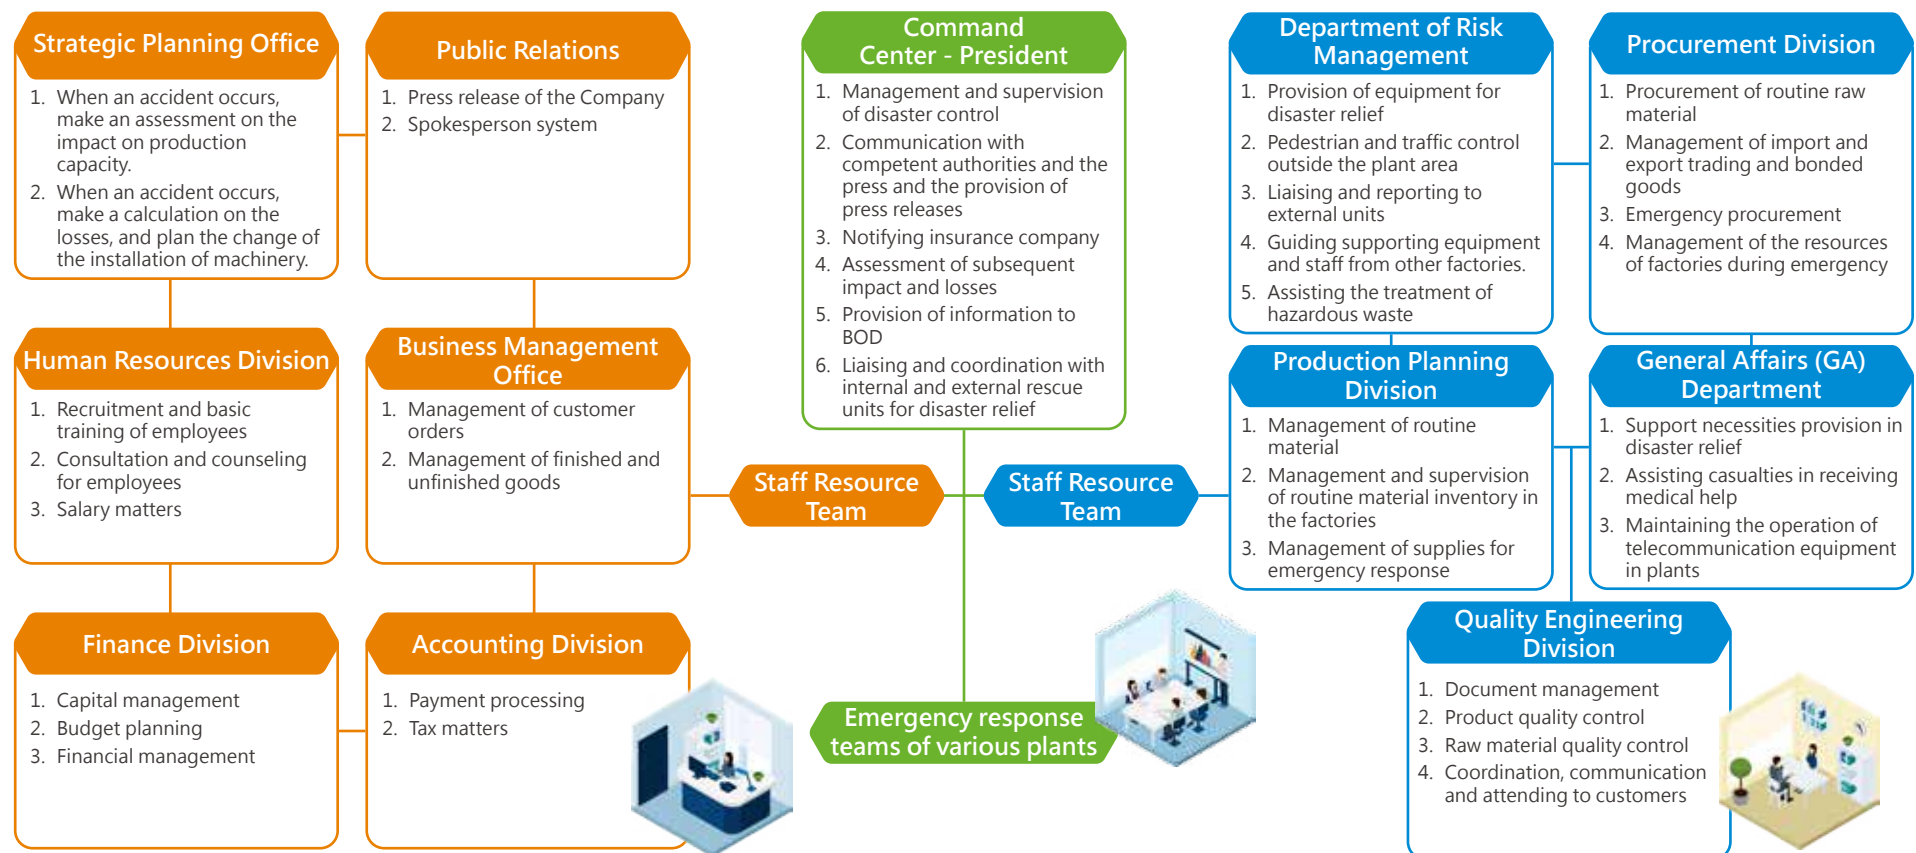 Strategic Planning Office
1. When an accident occurs,
make an assessment on the
impact on production
capacity.
2. When an accident occurs,
make a calculation on the
losses, and plan the change of
the installation of machinery.
Public Relations
1. Press release of the Company
2. Spokesperson system
Human Resources Division
1. Recruitment and basic
training of employees
2. Consultation and counseling
for employees
3. Salary matters
Business Management
Office
1. Management of customer
orders
2. Management of finished and
unfinished goods
Finance Division
1. Capital management
2. Budget planning
3. Financial management
Accounting Division
1. Payment processing
2. Tax matters
Staff Resource
Team
Command
Center - President
1. Management and supervision
of disaster control
2. Communication with
competent authorities and the
press and the provision of
press releases
3. Notifying insurance company
4. Assessment of subsequent
impact and losses
5. Provision of information to
BOD
6. Liaising and coordination with
internal and external rescue
units for disaster relief
Staff Resource
Team
Emergency response
teams of various plants
Department of Risk
Management
1. Provision of equipment for
disaster relief
2. Pedestrian and traffic control
outside the plant area
3. Liaising and reporting to
external units
4. Guiding supporting equipment
and staff from other factories.
5. Assisting the treatment of
hazardous waste
Procurement Division
1. Procurement of routine raw
material
2. Management of import and
export trading and bonded
goods
3. Emergency procurement
4. Management of the resources
of factories during emergency
Production Planning
Division
1. Management of routine
material
2. Management and supervision
of routine material inventory in
the factories
3. Management of supplies for
emergency response
General Affairs (GA)
Department
1. Support necessities provision in
disaster relief
2. Assisting casualties in receiving
medical help
3. Maintaining the operation of
telecommunication equipment
in plants
Quality Engineering
Division
1. Document management
2. Product quality control
3. Raw material quality control
4. Coordination, communication
and attending to customers